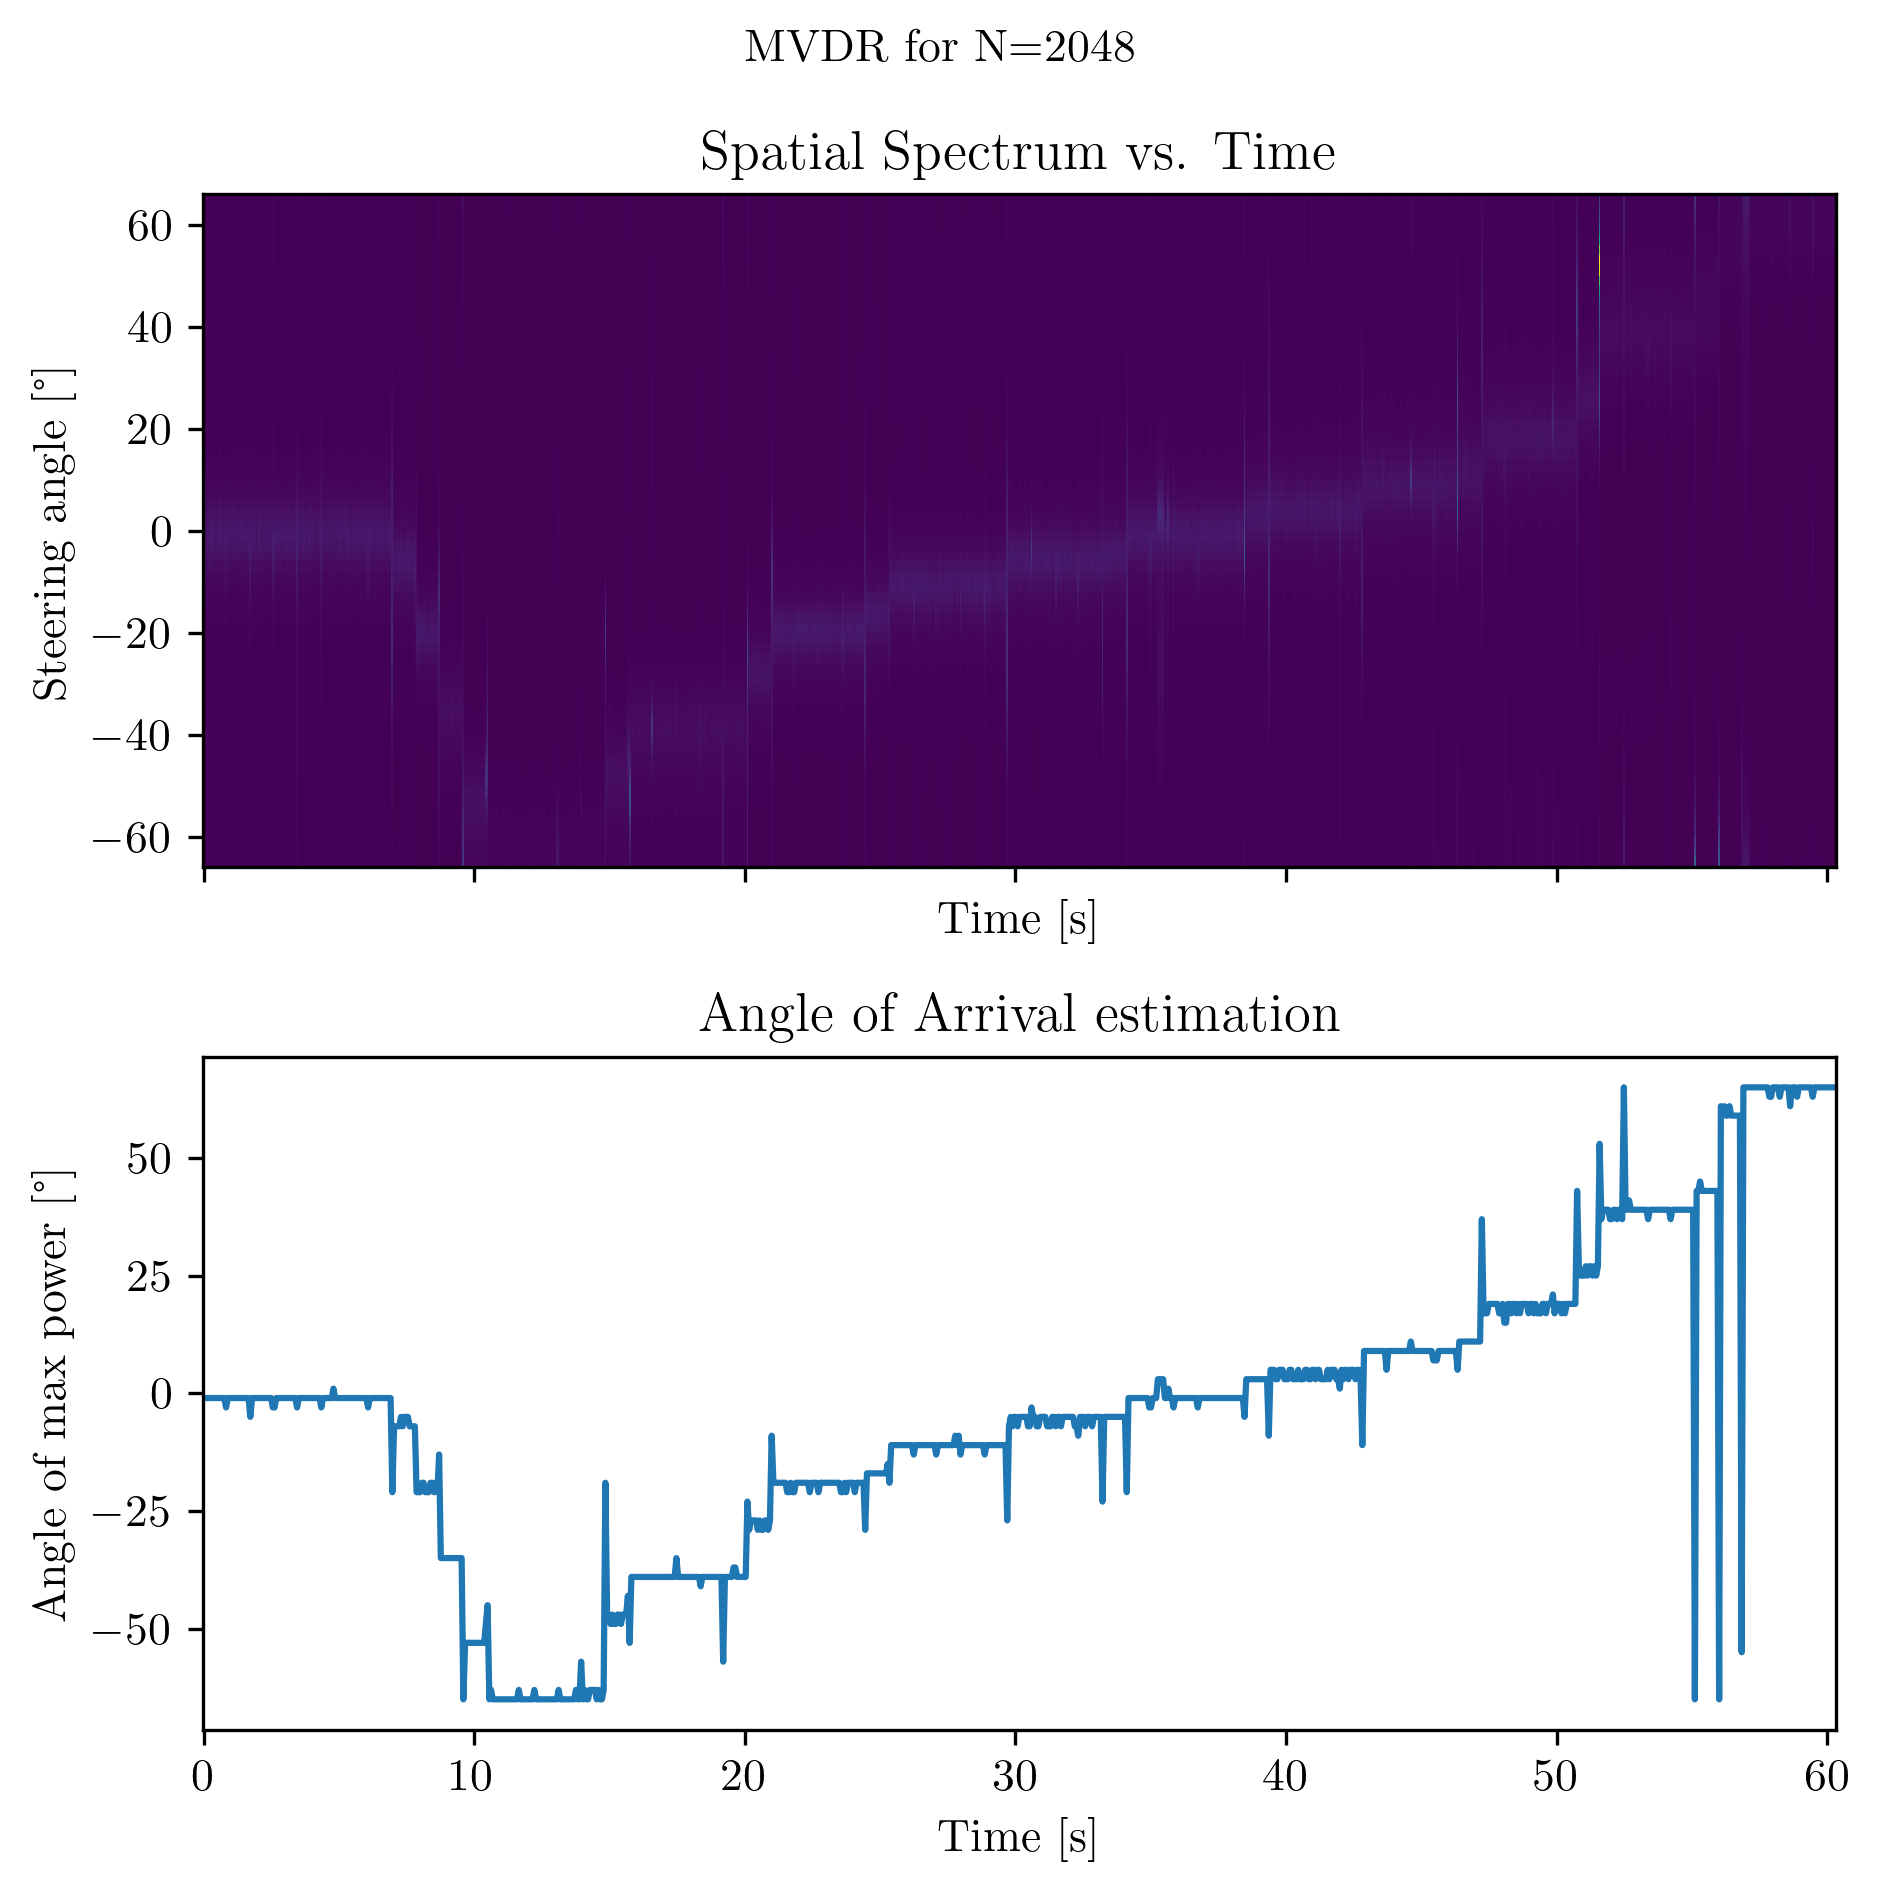 MVDR for N=2048
Spatial Spectrum vs. Time
Steering angle [°]
60
40
20
0
−20
−40
−60
Time [s]
Angle of Arrival estimation
Angle of max power [°]
50
25
0
−25
−50
0 10 20 30 40 50 60
Time [s]